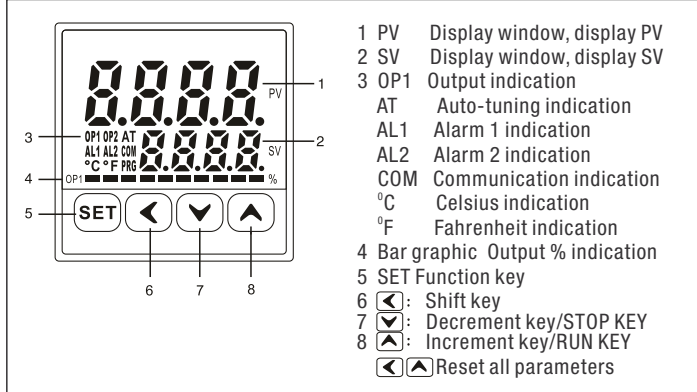 8.8.8.8.
PV
OP1 OP2 AT
AL1 AL2 COM
°C °F PRG
8.8.8.8.
SV
OP1
%
SET
1
2
3
4
5
6
7
8
1 PV Display window, display PV
2 SV Display window, display SV
3 OP1 Output indication
AT Auto-tuning indication
AL1 Alarm 1 indication
AL2 Alarm 2 indication
COM Communication indication
°C Celsius indication
°F Fahrenheit indication
4 Bar graphic Output % indication
5 SET Function key
6 : Shift key
7 : Decrement key/STOP KEY
8 : Increment key/RUN KEY
Reset all parameters